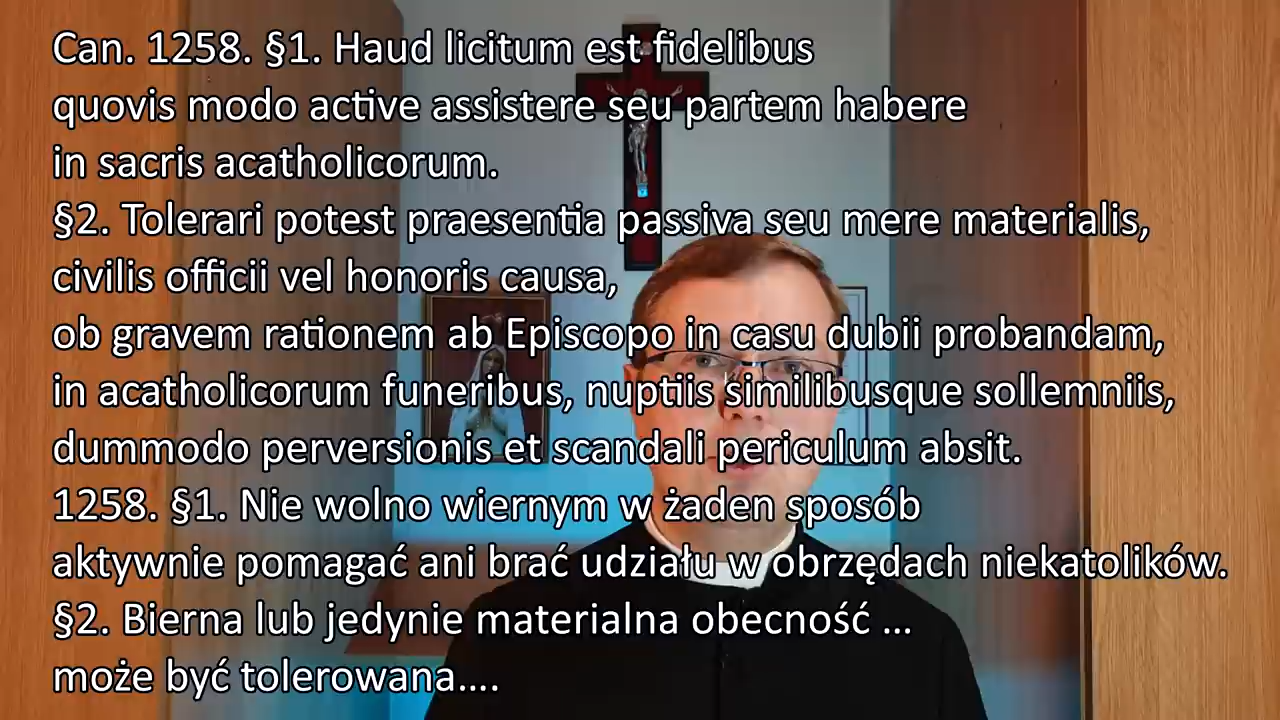 Can. 1258. §1. Haud licitum est fidelibus
quovis modo active assistere seu partem habere
in sacris acatholicorum.
§2. Tolerari potest praesentia passiva seu mere materialis,
civilis officii vel honoris causa,
ob gravem rationem ab Episcopo in casu dubii probandam,
in acatholicorum funeribus, nuptiis similibusque sollemniis,
dummodo perversionis et scandali periculum absit.
1258. §1. Nie wolno wiernym w żaden sposób
aktywnie pomagać ani brać udziału w obrzędach niekatolików.
§2. Bierna lub jedynie materialna obecność ...
może być tolerowana....